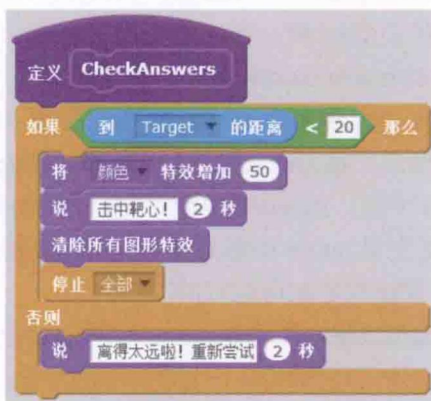 定义 CheckAnswers
如果 到 Target 的距离 < 20 那么
将 颜色 特效增加 50
说 击中靶心! 2 秒
清除所有图形特效
停止 全部
否则
说 离得太远啦! 重新尝试 2 秒